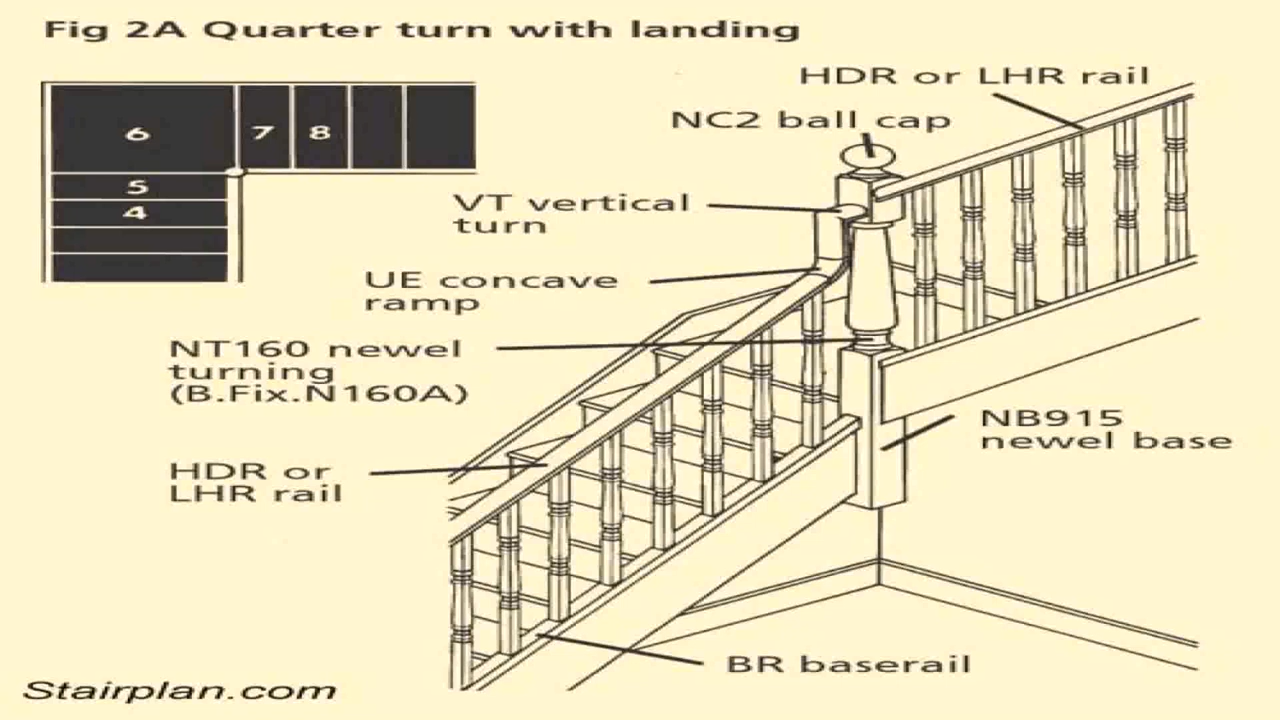 Fig 2A Quarter turn with landing
HDR or LHR rail
NC2 ball cap
6
7
8
5
4
VT vertical
turn
UE concave
ramp
NT160 newel
turning
(B.Fix.N160A)
NB915
newel base
HDR or
LHR rail
BR baserail
Stairplan.com